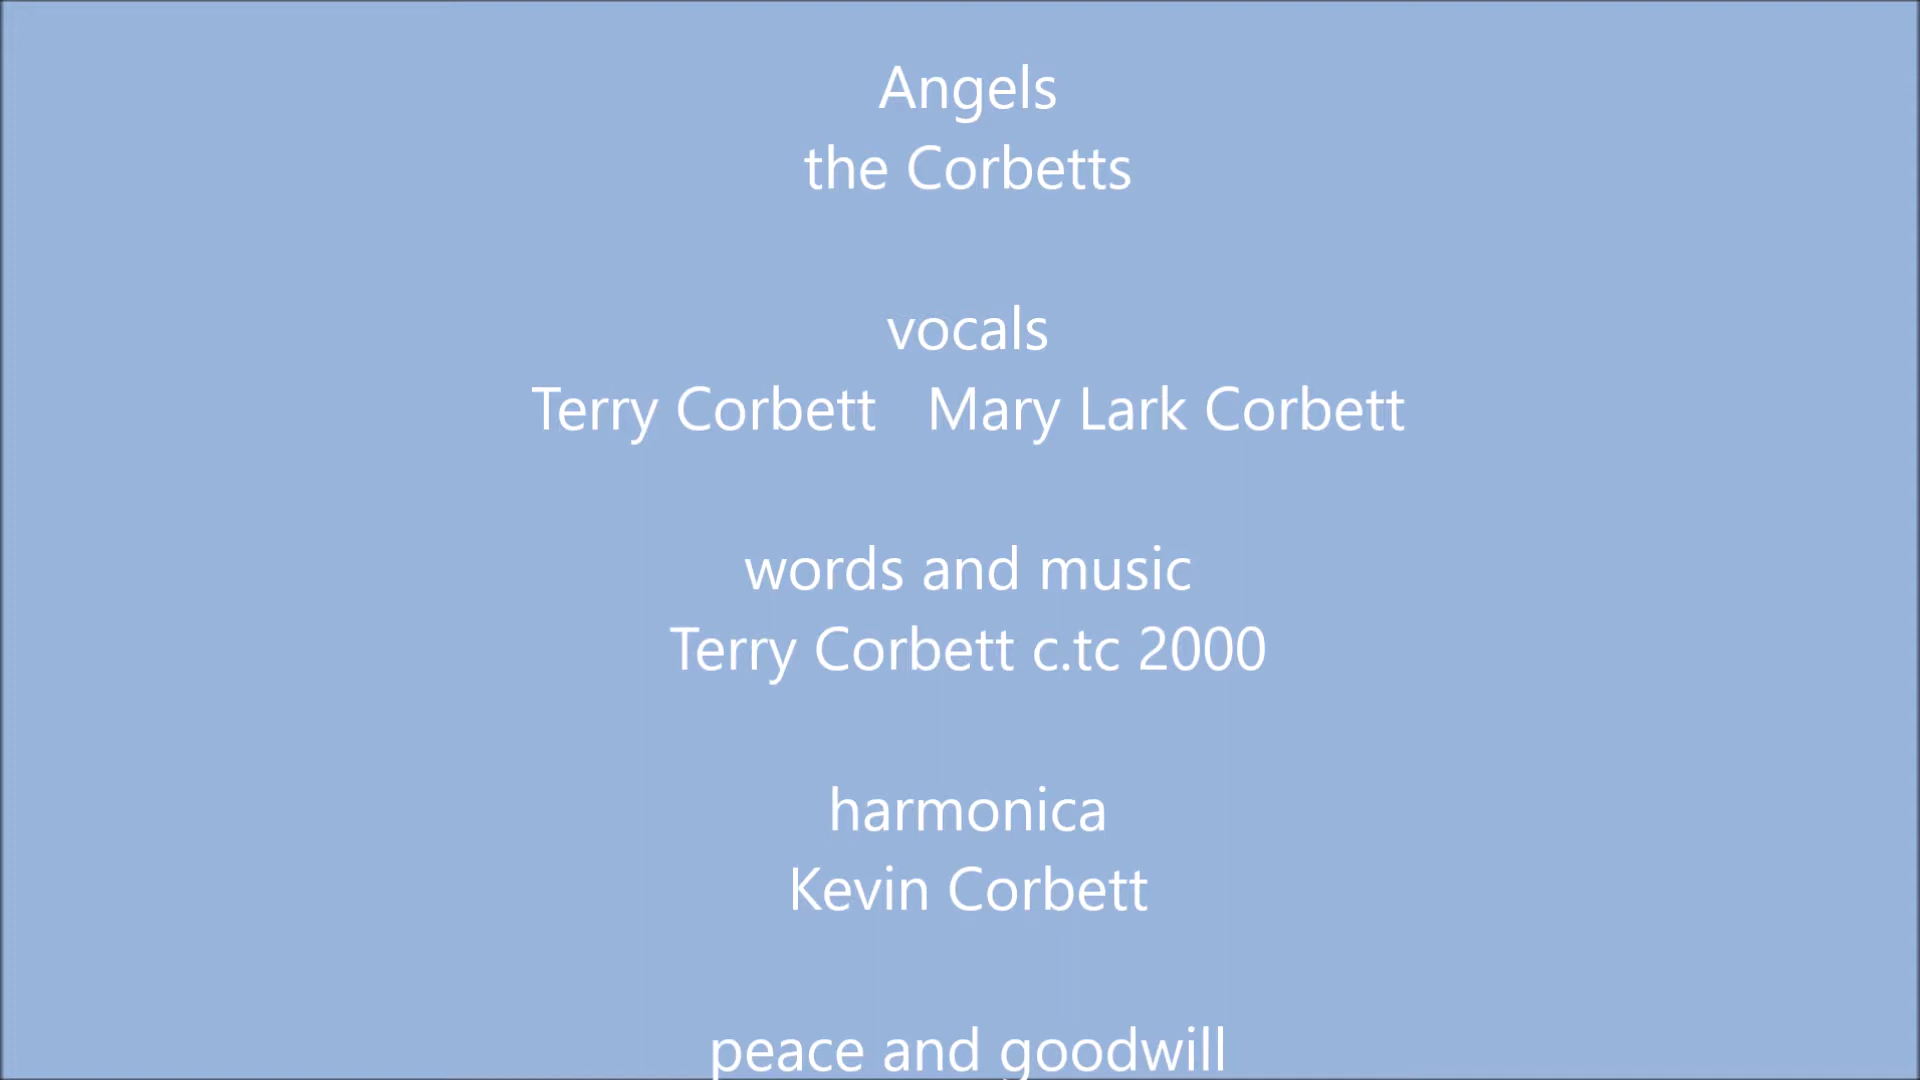 Angels
the Corbetts
vocals
Terry Corbett   Mary Lark Corbett
words and music
Terry Corbett c.tc 2000
harmonica
Kevin Corbett
peace and goodwill